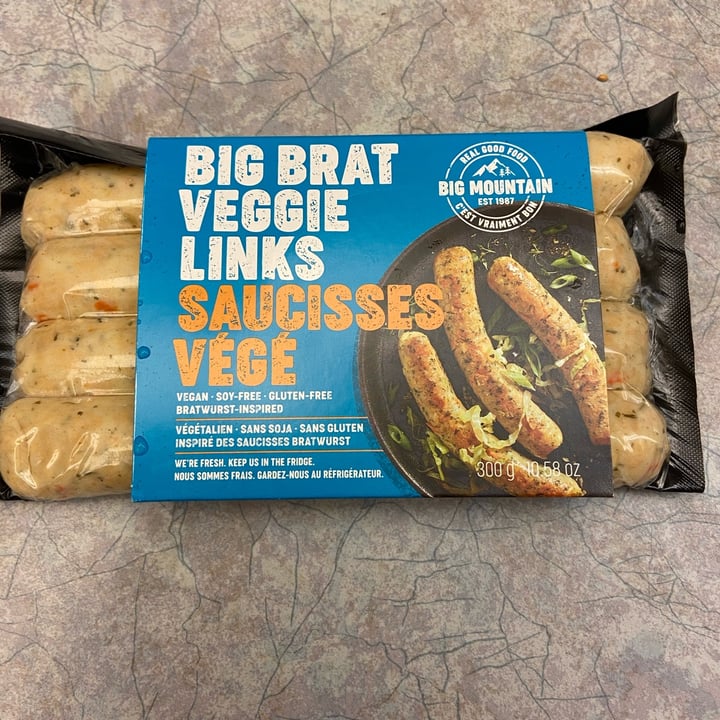 BIG BRAT
VEGGIE
LINKS
SAUCISSES
VÉGÉ
VEGAN · SOY-FREE · GLUTEN-FREE
BRATWURST-INSPIRED
VÉGÉTALIEN · SANS SOJA · SANS GLUTEN
INSPIRÉ DES SAUCISSES BRATWURST
WE'RE FRESH. KEEP US IN THE FRIDGE.
NOUS SOMMES FRAIS. GARDEZ-NOUS AU RÉFRIGÉRATEUR.
REAL GOOD FOOD
BIG MOUNTAIN
EST 1987
C'EST VRAIMENT BON
300 g · 10.58 oz